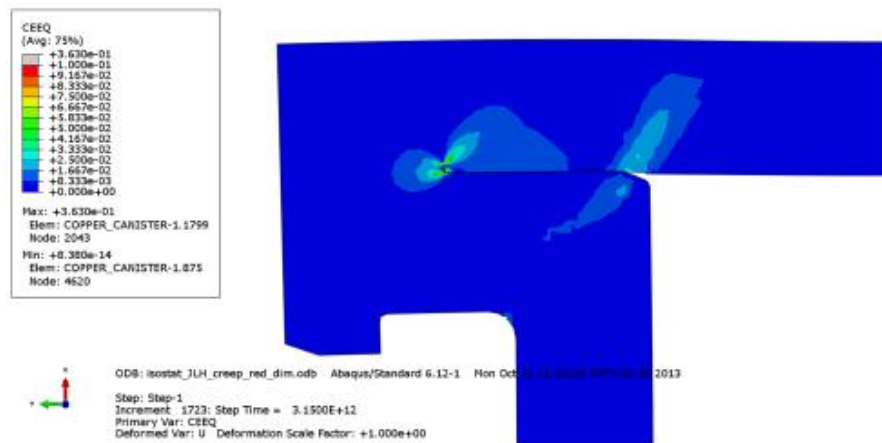 CEEQ
(Avg: 75%)
+3.630e-01
+1.000e-01
+9.167e-02
+8.333e-02
+7.500e-02
+6.667e-02
+5.833e-02
+5.000e-02
+4.167e-02
+3.333e-02
+2.500e-02
+1.667e-02
+8.333e-03
+0.000e+00
Max: +3.630e-01
Elem: COPPER_CANISTER-1.1799
Node: 2043
Min: +8.380e-14
Elem: COPPER_CANISTER-1.875
Node: 4620
ODB: isostat_JLH_creep_red_dim.odb Abaqus/Standard 6.12-1 Mon Oct 2013
Step: Step-1
Increment 1723: Step Time = 3.1500E+12
Primary Var: CEEQ
Deformed Var: U Deformation Scale Factor: +1.000e+00